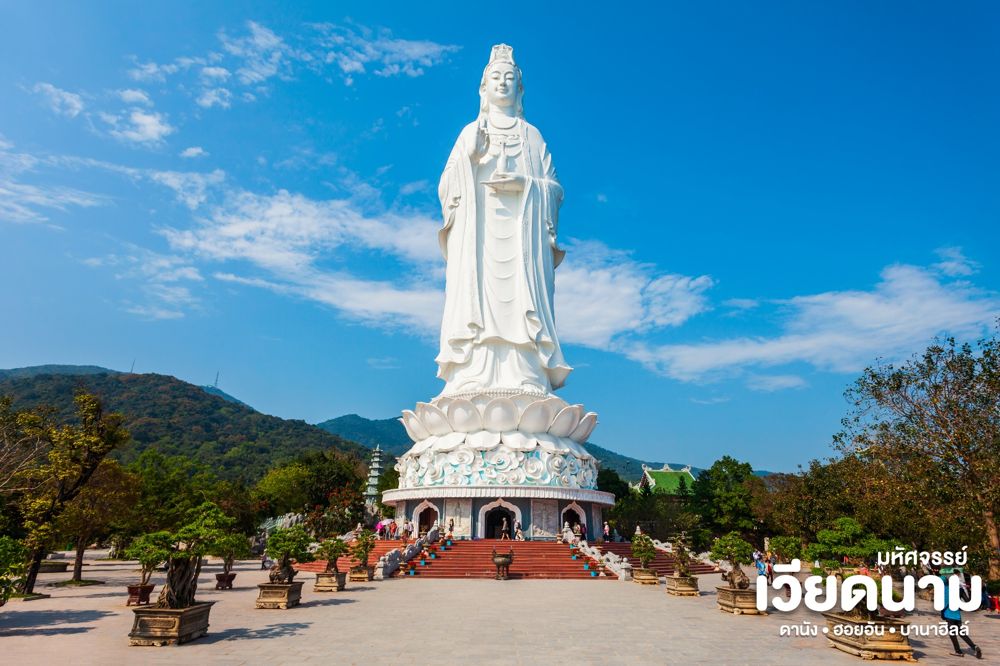 มหัศจรรย์
เวียดนาม
ดานัง • ฮอยอัน • บานาฮิลล์